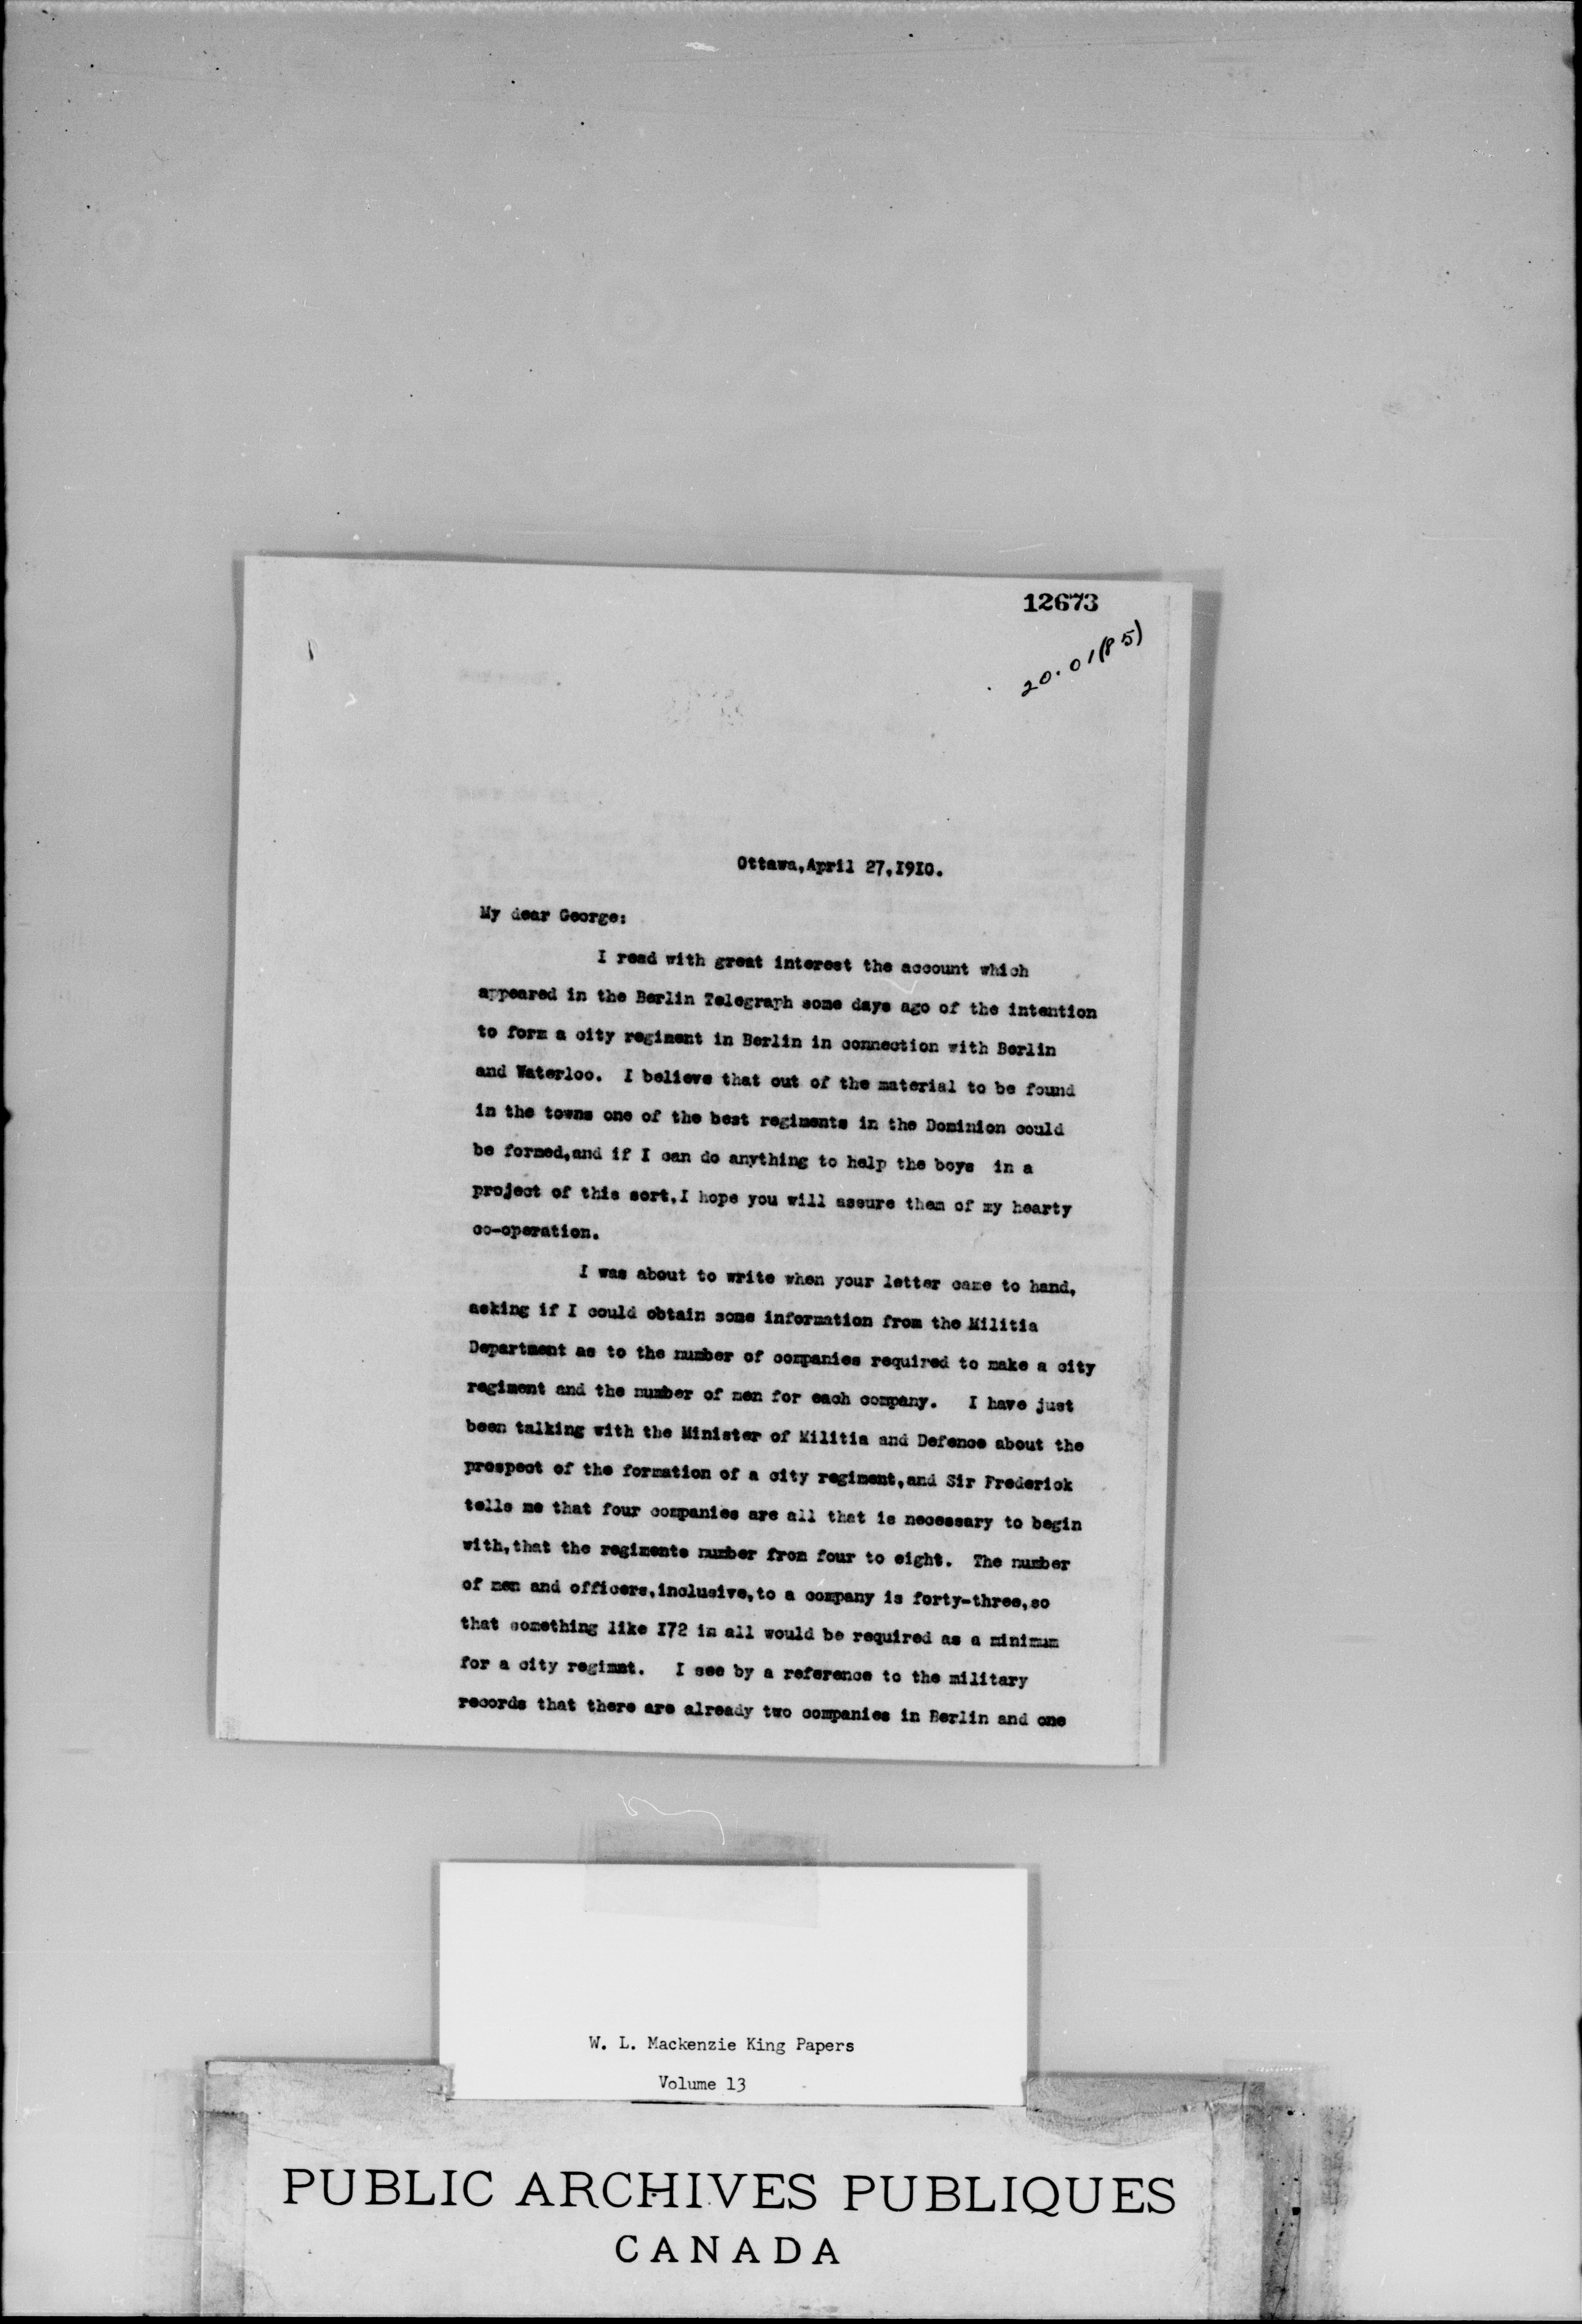 12673
20.01(P5)
Ottawa,April 27,I9I0.
My dear George:
I read with great interest the account which
appeared in the Berlin Telegraph some days ago of the intention
to form a city regiment in Berlin in connection with Berlin
and Waterloo. I believe that out of the material to be found
in the towns one of the best regiments in the Dominion could
be formed,and if I can do anything to help the boys in a
project of this sort,I hope you will assure them of my hearty
co-operation.
I was about to write when your letter came to hand,
asking if I could obtain some information from the Militia
Department as to the number of companies required to make a city
regiment and the number of men for each company. I have just
been talking with the Minister of Militia and Defence about the
prospect of the formation of a city regiment,and Sir Frederick
tells me that four companies are all that is necessary to begin
with,that the regiments number from four to eight. The number
of men and officers,inclusive,to a company is forty-three,so
that something like I72 in all would be required as a minimum
for a city regimnt. I see by a reference to the military
records that there are already two companies in Berlin and one
W. L. Mackenzie King Papers
Volume 13
PUBLIC ARCHIVES PUBLIQUES
CANADA